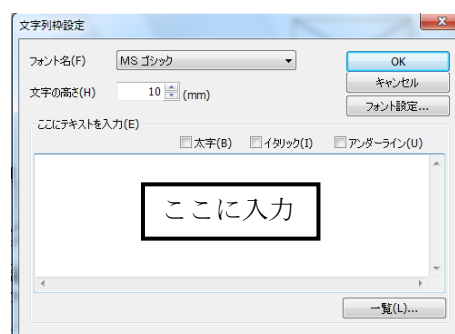 文字列枠設定
フォント名(F) MS ゴシック OK
文字の高さ(H) 10 (mm) キャンセル
フォント設定...
ここにテキストを入力(E)
太字(B) イタリック(I) アンダーライン(U)
ここに入力
一覧(L)...